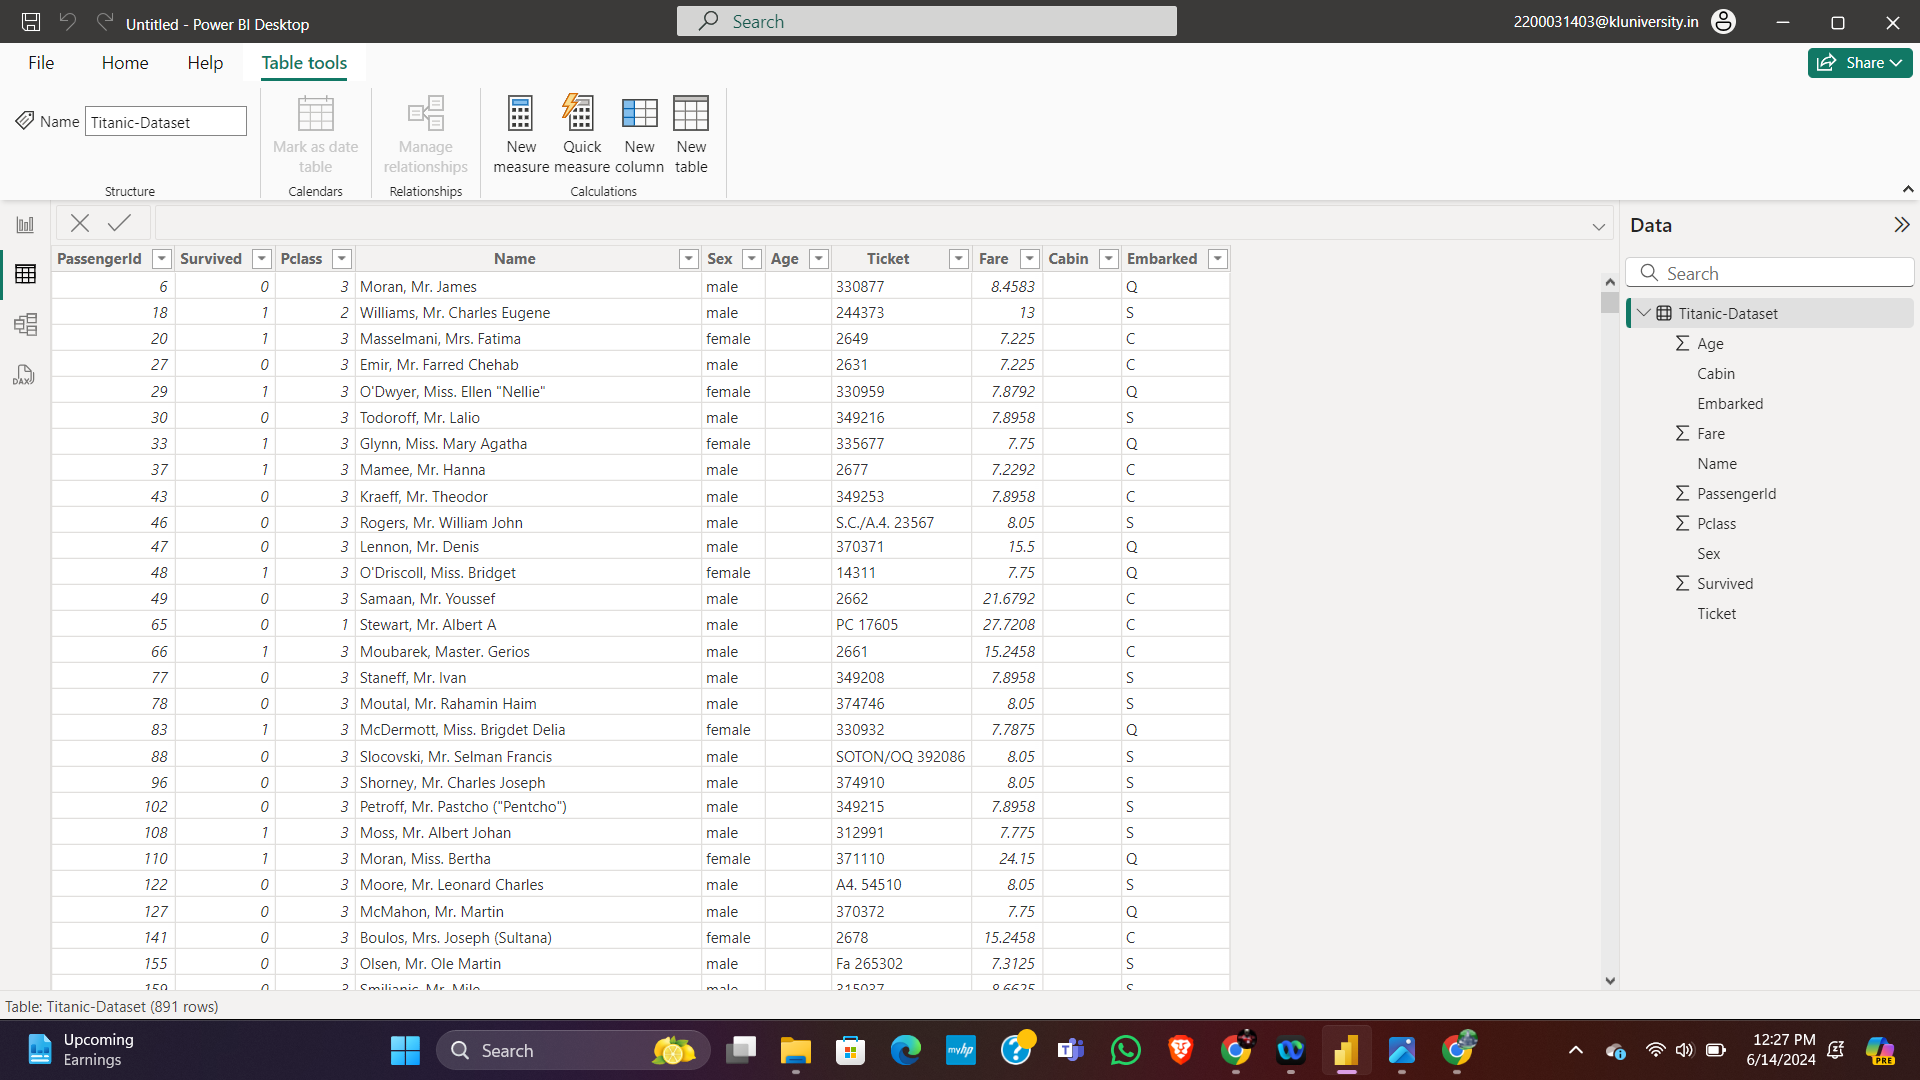 Untitled - Power BI Desktop
Search
2200031403@kluniversity.in
File Home Help Table tools
Share
Name Titanic-Dataset
Mark as date table
Manage relationships
New measure
Quick measure
New column
New table
Structure Calendars Relationships Calculations
Data
Search
PassengerId Survived Pclass Name Sex Age Ticket Fare Cabin Embarked
6 0 3 Moran, Mr. James male 330877 8.4583 Q
18 1 2 Williams, Mr. Charles Eugene male 244373 13 S
20 1 3 Masselmani, Mrs. Fatima female 2649 7.225 C
27 0 3 Emir, Mr. Farred Chehab male 2631 7.225 C
29 1 3 O'Dwyer, Miss. Ellen "Nellie" female 330959 7.8792 Q
30 0 3 Todoroff, Mr. Lalio male 349216 7.8958 S
33 1 3 Glynn, Miss. Mary Agatha female 335677 7.75 Q
37 1 3 Mamee, Mr. Hanna male 2677 7.2292 C
43 0 3 Kraeff, Mr. Theodor male 349253 7.8958 C
46 0 3 Rogers, Mr. William John male S.C./A.4. 23567 8.05 S
47 0 3 Lennon, Mr. Denis male 370371 15.5 Q
48 1 3 O'Driscoll, Miss. Bridget female 14311 7.75 Q
49 0 3 Samaan, Mr. Youssef male 2662 21.6792 C
65 0 1 Stewart, Mr. Albert A male PC 17605 27.7208 C
66 1 3 Moubarek, Master. Gerios male 2661 15.2458 C
77 0 3 Staneff, Mr. Ivan male 349208 7.8958 S
78 0 3 Moutal, Mr. Rahamin Haim male 374746 8.05 S
83 1 3 McDermott, Miss. Brigdet Delia female 330932 7.7875 Q
88 0 3 Slocovski, Mr. Selman Francis male SOTON/OQ 392086 8.05 S
96 0 3 Shorney, Mr. Charles Joseph male 374910 8.05 S
102 0 3 Petroff, Mr. Pastcho ("Pentcho") male 349215 7.8958 S
108 1 3 Moss, Mr. Albert Johan male 312991 7.775 S
110 1 3 Moran, Miss. Bertha female 371110 24.15 Q
122 0 3 Moore, Mr. Leonard Charles male A4. 54510 8.05 S
127 0 3 McMahon, Mr. Martin male 370372 7.75 Q
141 0 3 Boulos, Mrs. Joseph (Sultana) female 2678 15.2458 C
155 0 3 Olsen, Mr. Ole Martin male Fa 265302 7.3125 S
159 0 3 Smiljanic, Mr. Mile male 315037 8.6625 S
Titanic-Dataset
Age
Cabin
Embarked
Fare
Name
PassengerId
Pclass
Sex
Survived
Ticket
DAX
Table: Titanic-Dataset (891 rows)
Upcoming
Earnings
Search
myhp
12:27 PM
6/14/2024
PRE